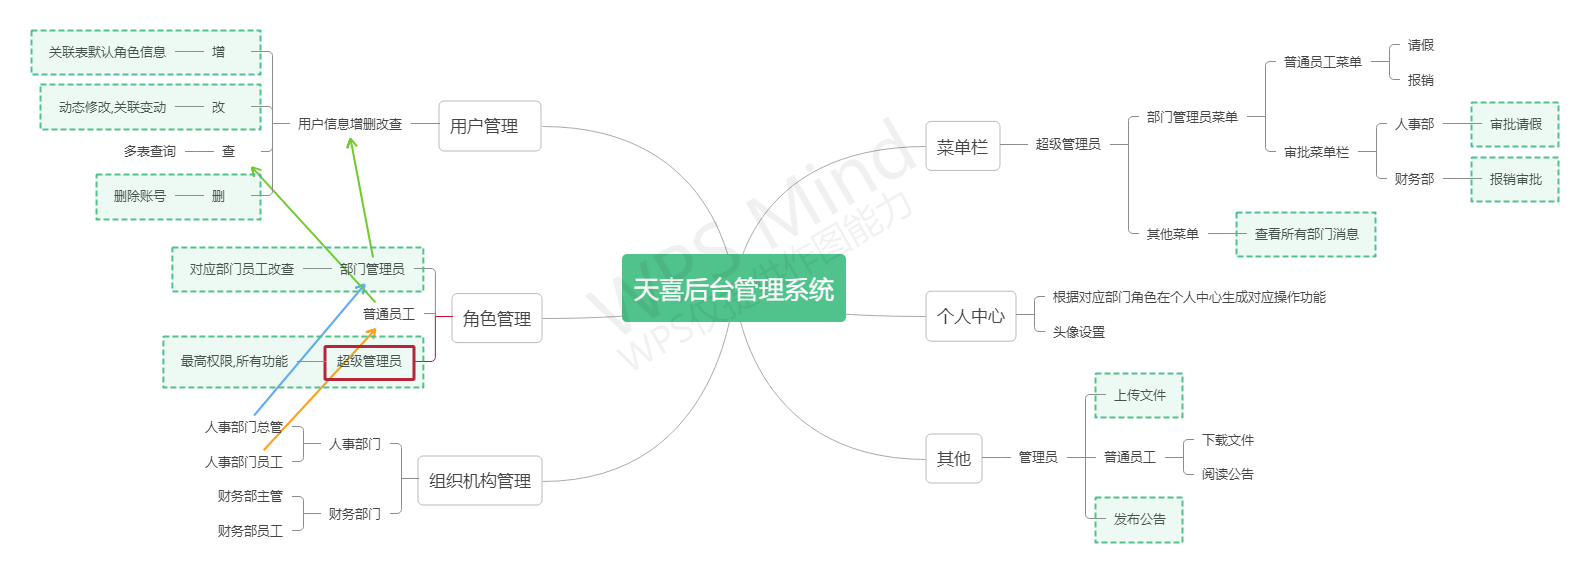 天喜后台管理系统
用户管理
用户信息增删改查
增
关联表默认角色信息
改
动态修改,关联变动
查
多表查询
删
删除账号
角色管理
部门管理员
对应部门员工改查
普通员工
超级管理员
最高权限,所有功能
组织机构管理
人事部门
人事部门总管
人事部门员工
财务部门
财务部主管
财务部员工
菜单栏
超级管理员
部门管理员菜单
普通员工菜单
请假
报销
审批菜单栏
人事部
审批请假
财务部
报销审批
其他菜单
查看所有部门消息
个人中心
根据对应部门角色在个人中心生成对应操作功能
头像设置
其他
管理员
上传文件
普通员工
下载文件
阅读公告
发布公告
WPS Mind
WPS仅提供作图能力